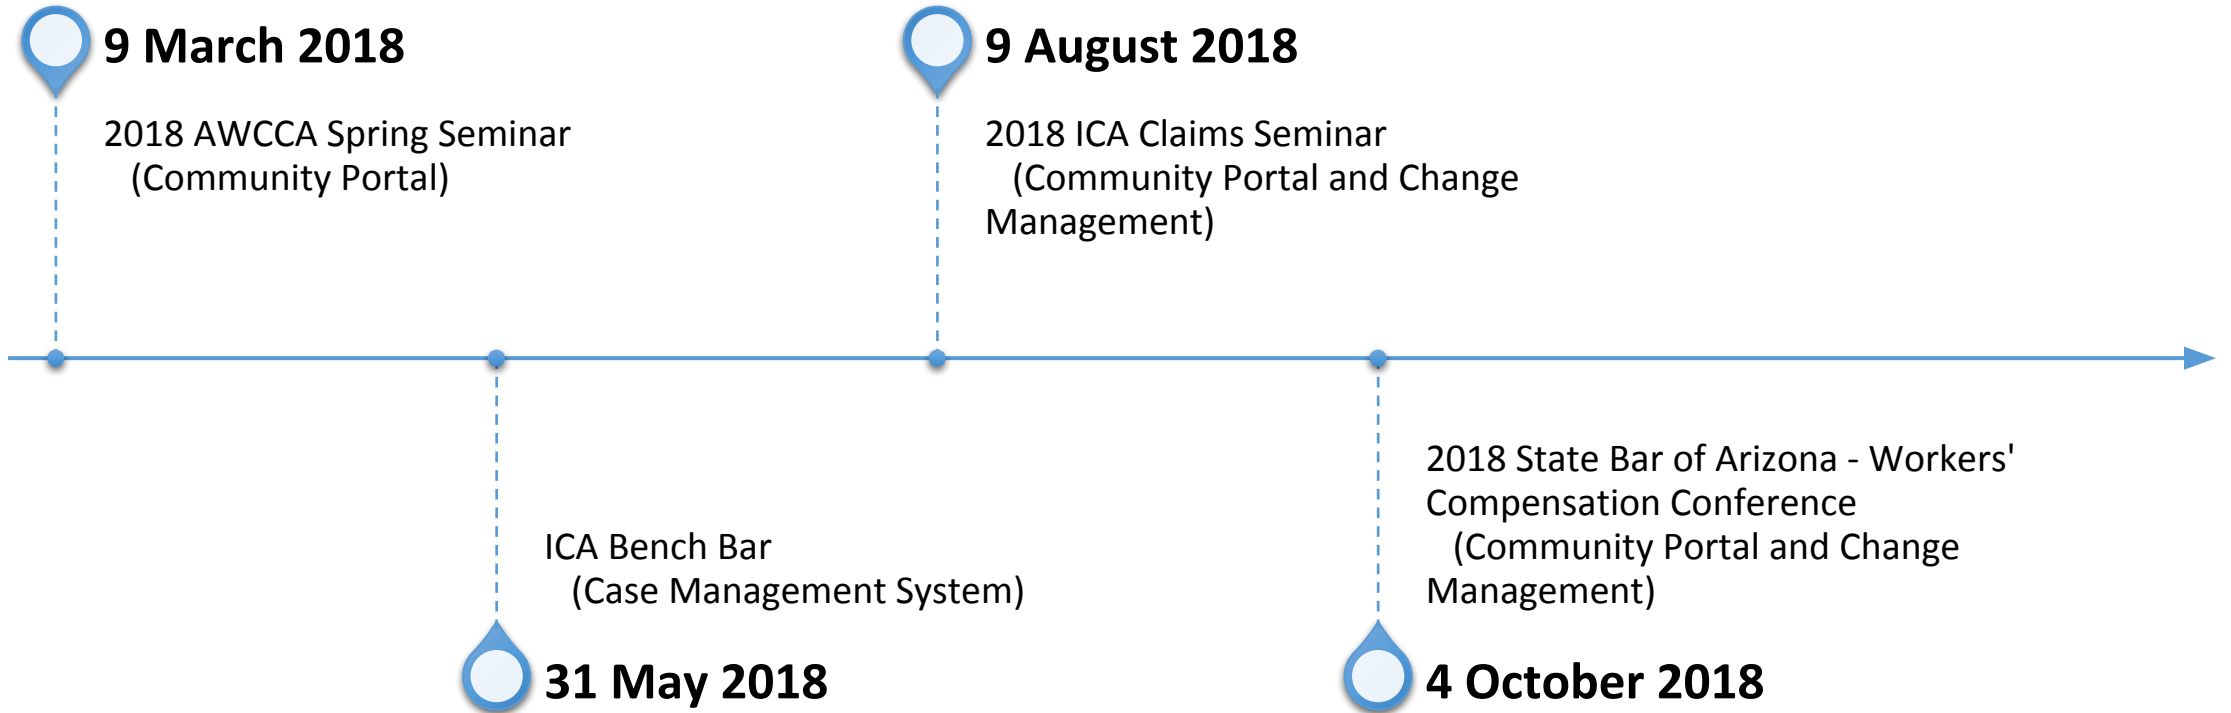 9 March 2018
2018 AWCCA Spring Seminar
(Community Portal)
9 August 2018
2018 ICA Claims Seminar
(Community Portal and Change
Management)
ICA Bench Bar
(Case Management System)
31 May 2018
2018 State Bar of Arizona - Workers'
Compensation Conference
(Community Portal and Change
Management)
4 October 2018